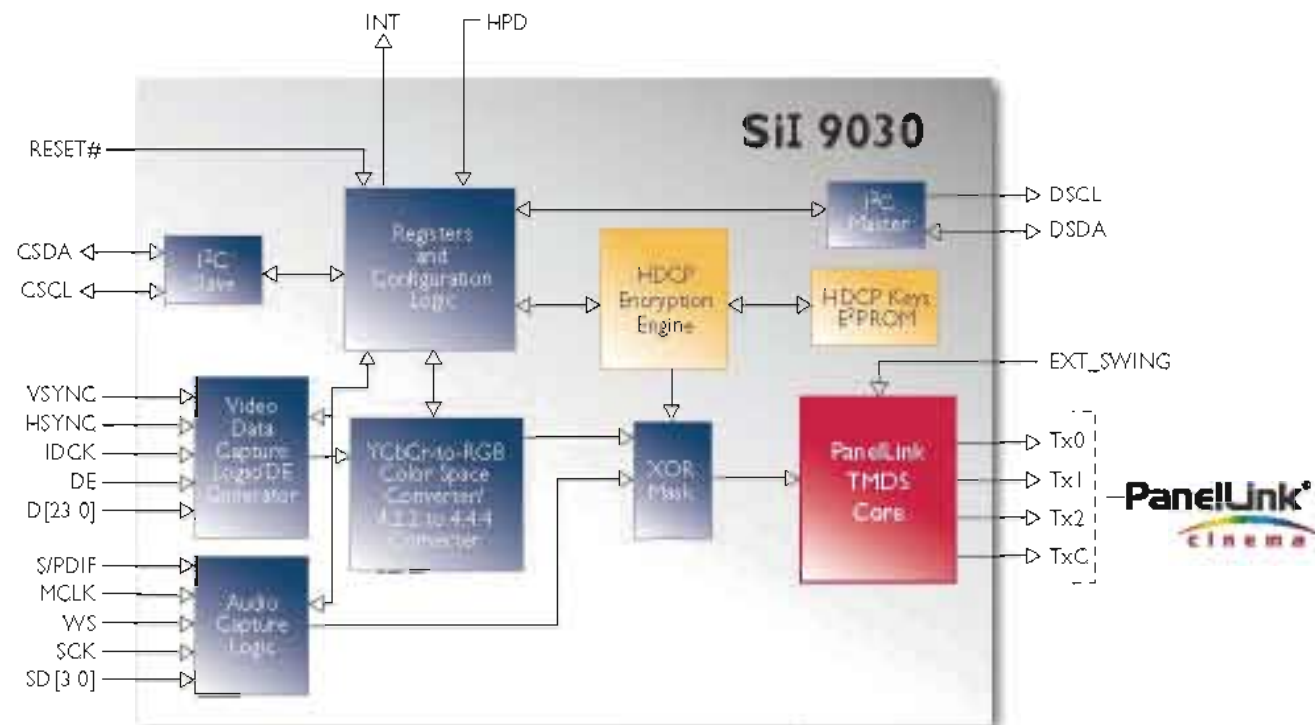 INT
HPD
SiI 9030
RESET#
Registers
and
Configuration
Logic
I²C
Master
DSCL
DSDA
CSDA
CSCL
I²C
Slave
HDCP
Encryption
Engine
HDCP Keys
E²PROM
EXT_SWING
VSYNC
HSYNC
IDCK
DE
D[23 0]
Video
Data
Capture
Logic/DE
Generator
YCbCr-to-RGB
Color Space
Converter/
4:2:2 to 4:4:4
Converter
XOR
Mask
PanelLink
TMDS
Core
Tx0
Tx1
Tx2
TxC
PanelLink®
cinema
S/PDIF
MCLK
WS
SCK
SD[3 0]
Audio
Capture
Logic